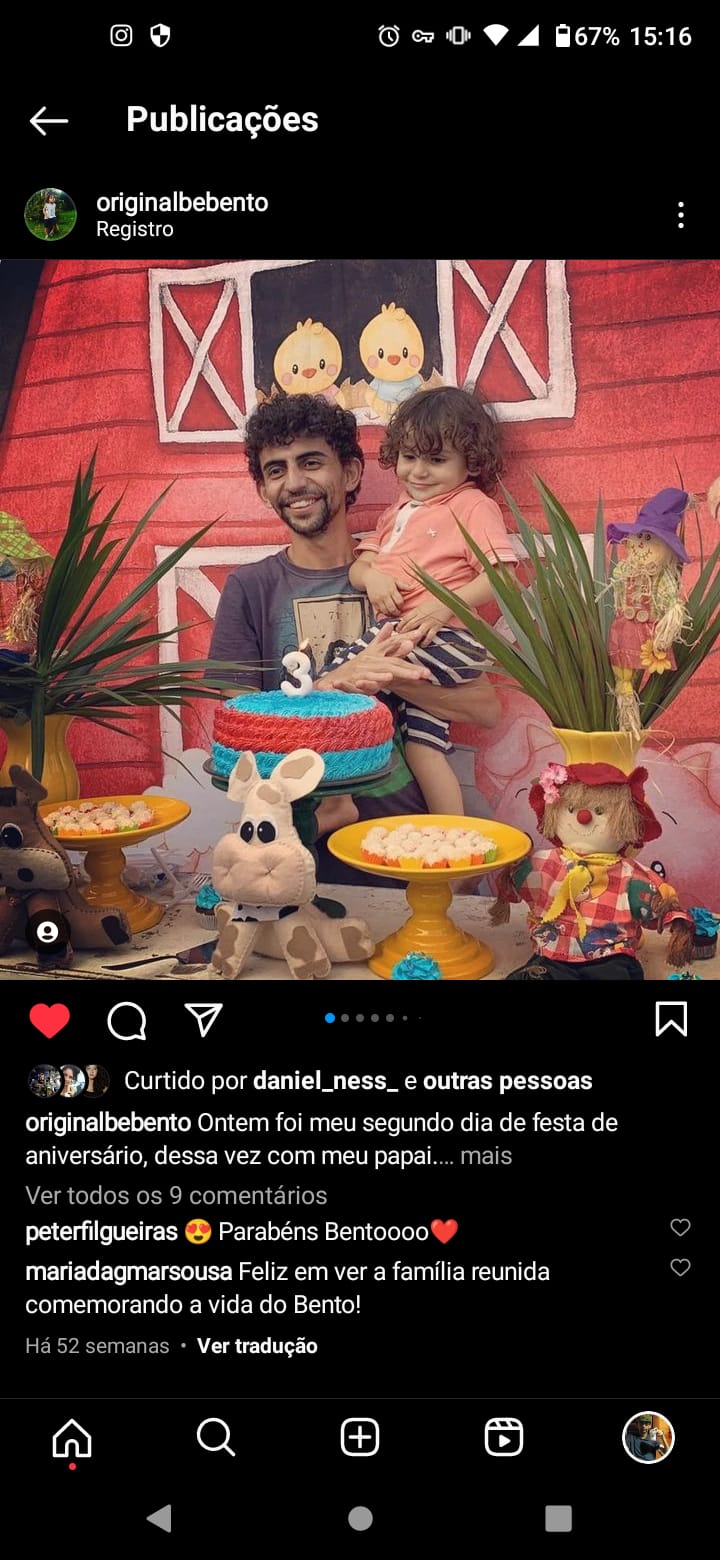 67% 15:16
Publicações
originalbebento
Registro
3
Curtido por daniel_ness_ e outras pessoas
originalbebento Ontem foi meu segundo dia de festa de
aniversário, dessa vez com meu papai.... mais
Ver todos os 9 comentários
peterfilgueiras 😍 Parabéns Bentoooo❤️
mariadagmarsousa Feliz em ver a família reunida
comemorando a vida do Bento!
Há 52 semanas • Ver tradução